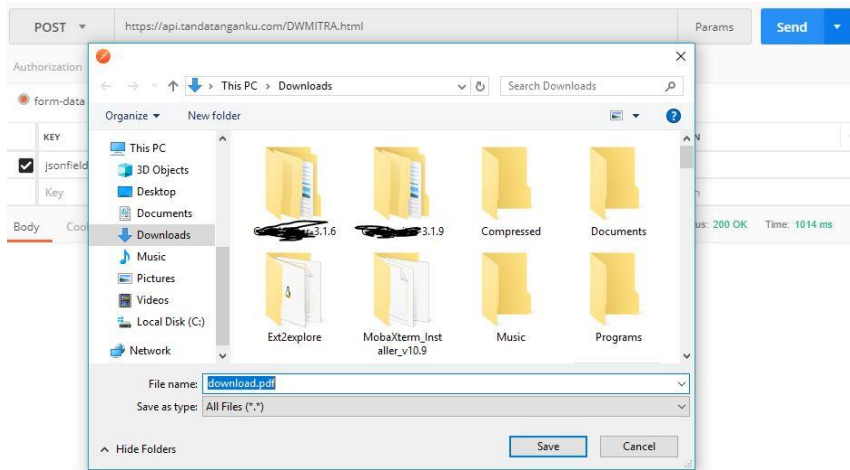 POST
https://api.tandatanganku.com/DWMITRA.html
Params
Send
Authorization
This PC > Downloads
Search Downloads
form-data
Organize
New folder
KEY
N
This PC
3D Objects
jsonfield
Desktop
Key
Documents
Downloads
3.1.6
3.1.9
Compressed
Documents
Body
200 OK
Time: 1014 ms
Music
Pictures
Videos
Local Disk (C:)
Ext2explore
MobaXterm_Inst
aller_v10.9
Music
Programs
Network
File name:
download.pdf
Save as type:
All Files (*.*)
Hide Folders
Save
Cancel